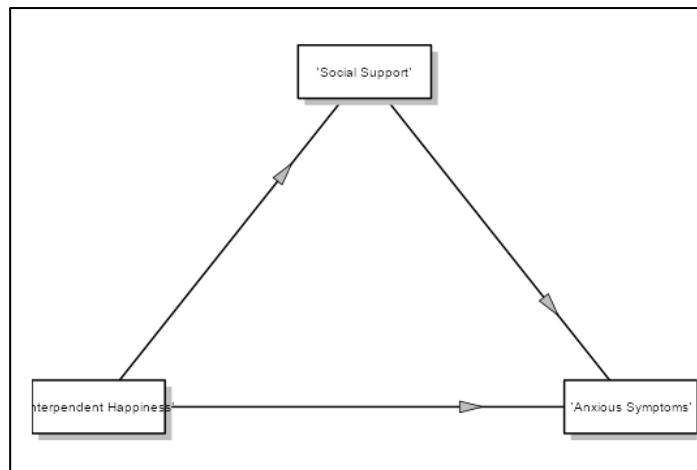 'Social Support'
nterpendent Happiness'
'Anxious Symptoms'